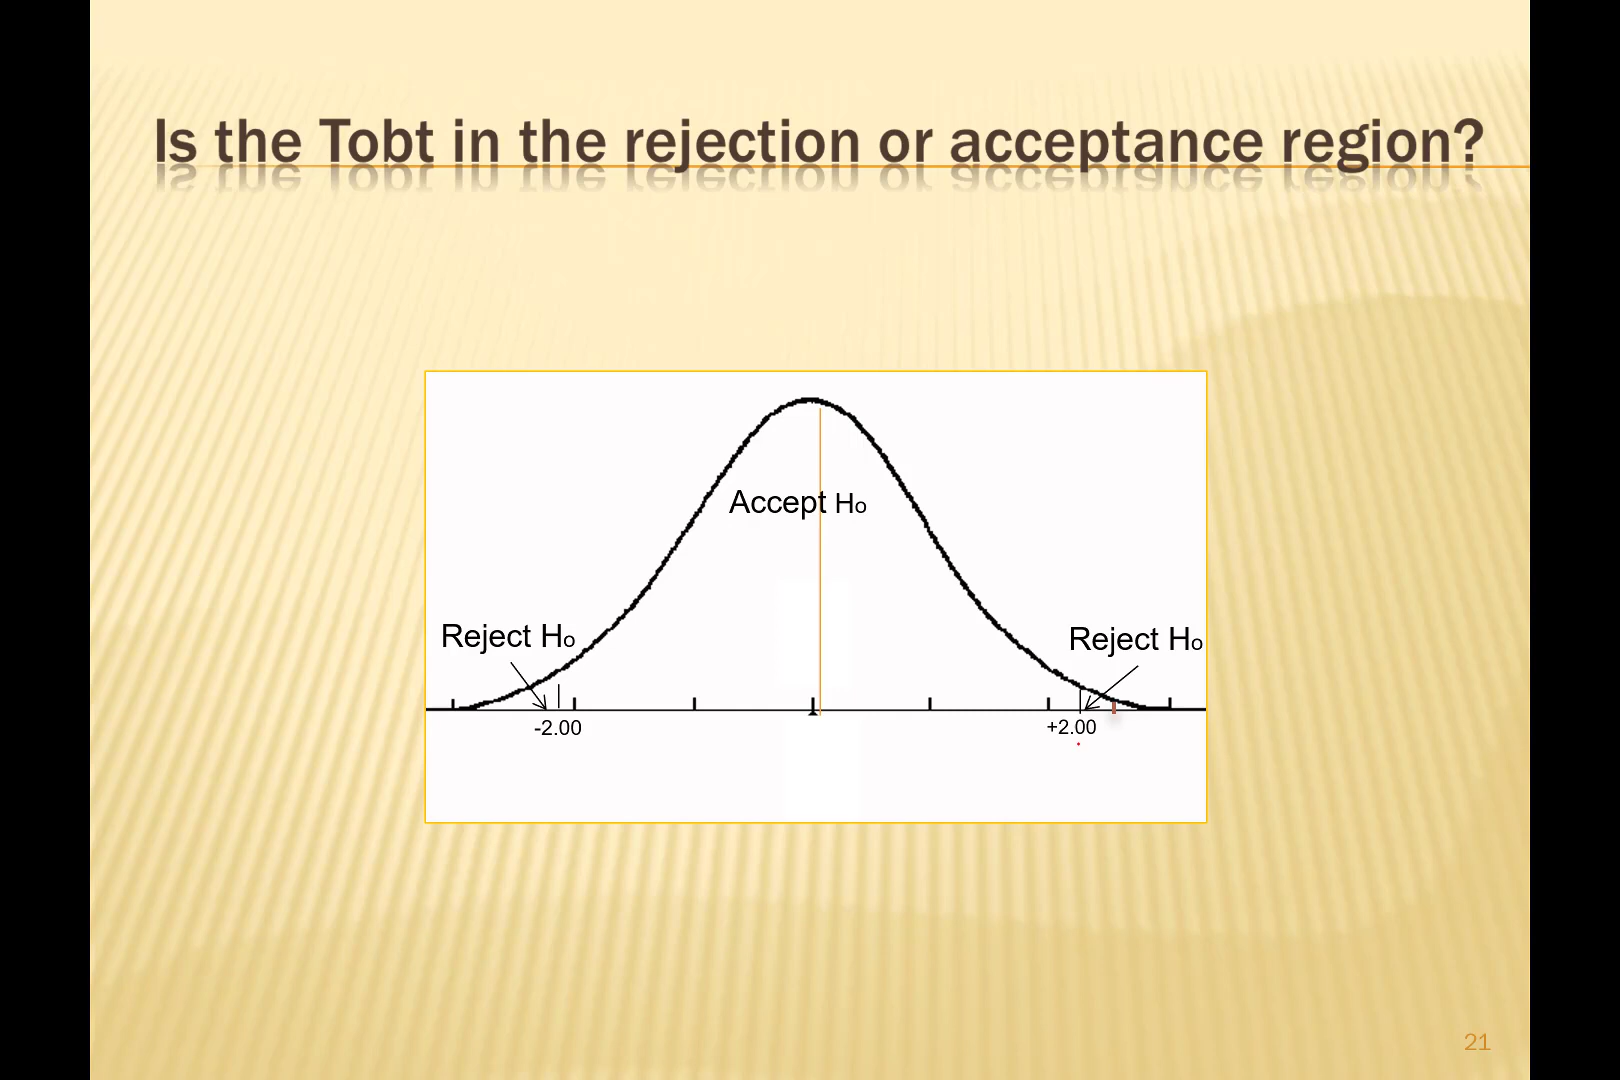 Is the Tobt in the rejection or acceptance region?
Accept Ho
Reject Ho
Reject Ho
-2.00
+2.00
21